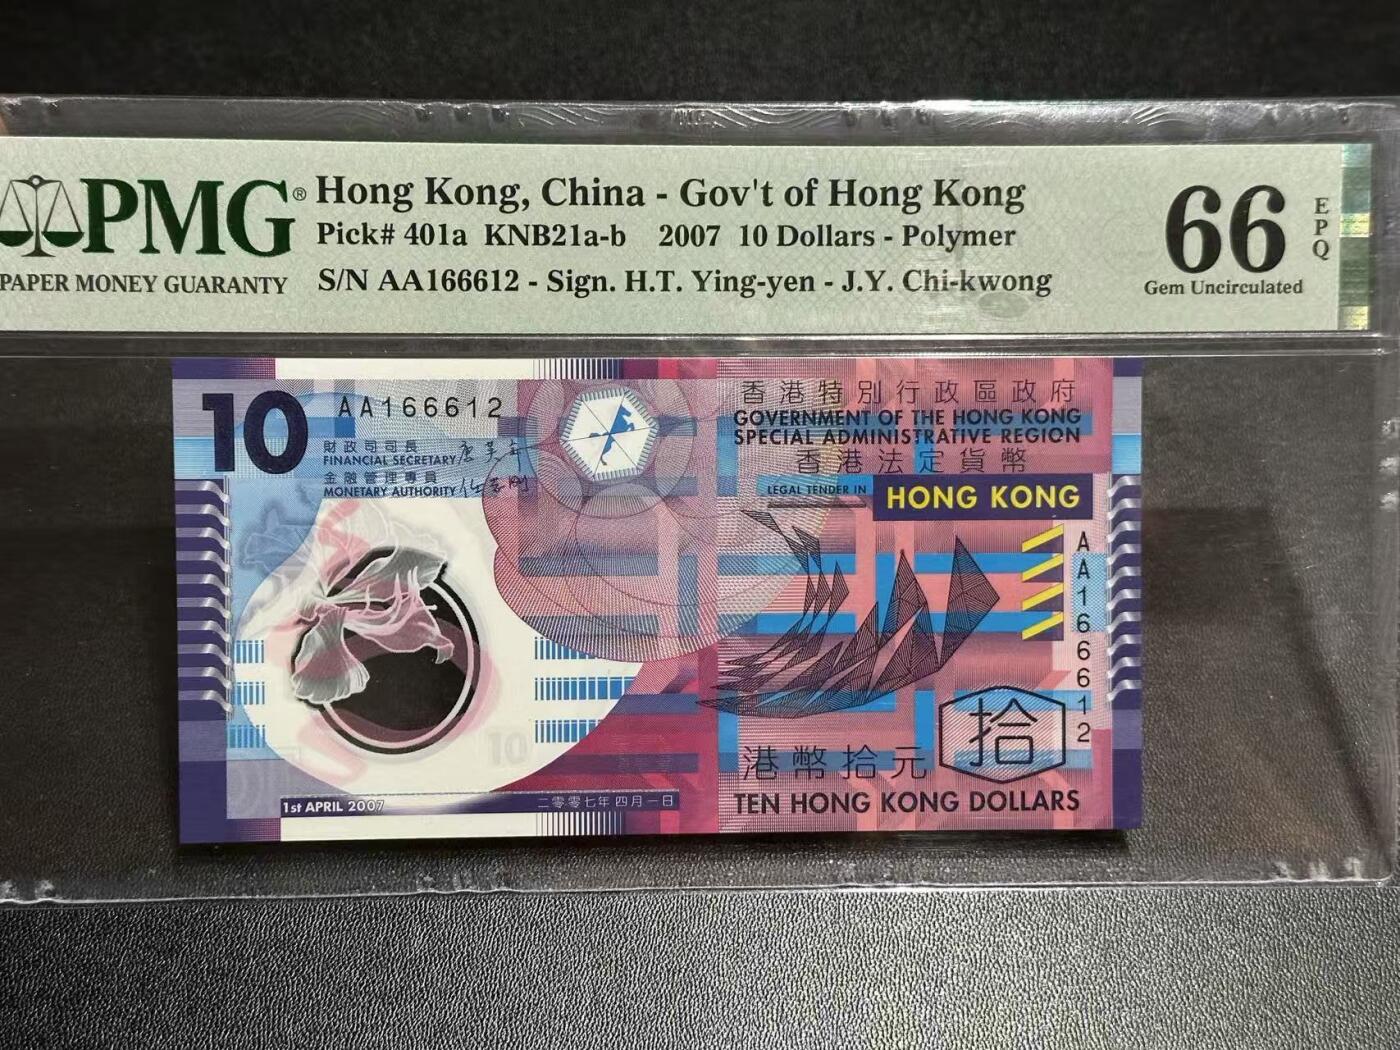 PMG®
PAPER MONEY GUARANTY
Hong Kong, China - Gov't of Hong Kong
Pick# 401a KNB21a-b 2007 10 Dollars - Polymer
S/N AA166612 - Sign. H.T. Ying-yen - J.Y. Chi-kwong
66
EPQ
Gem Uncirculated
10
AA166612
財政司司長
FINANCIAL SECRETARY
金融管理專員
MONETARY AUTHORITY
香港特別行政區政府
GOVERNMENT OF THE HONG KONG
SPECIAL ADMINISTRATIVE REGION
香港法定貨幣
LEGAL TENDER IN HONG KONG
AA166612
10
拾
港幣拾元
TEN HONG KONG DOLLARS
1st APRIL 2007
二零零七年四月一日